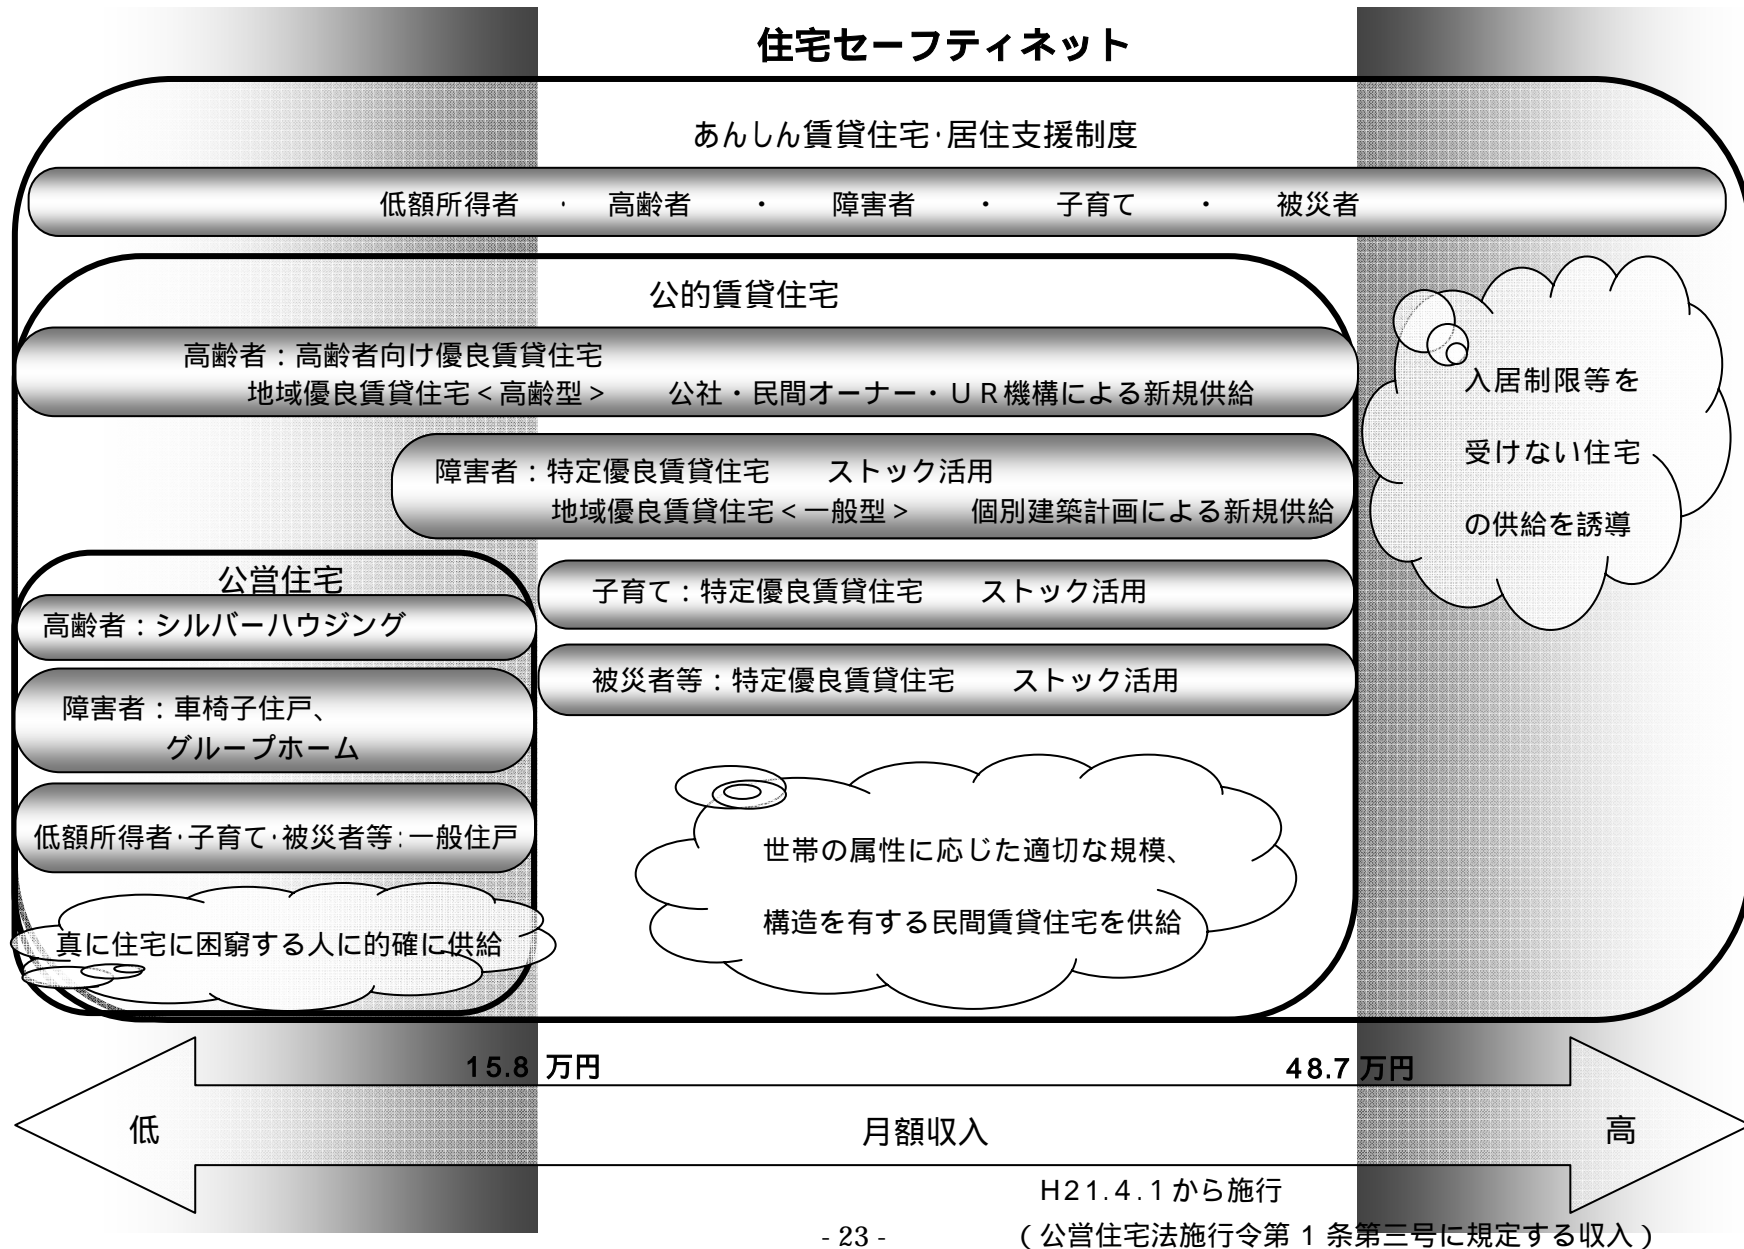 住宅セーフティネット
あんしん賃貸住宅･居住支援制度
低額所得者 ・ 高齢者 ・ 障害者 ・ 子育て ・ 被災者
公的賃貸住宅
高齢者：高齢者向け優良賃貸住宅
地域優良賃貸住宅＜高齢型＞　公社・民間オーナー・ＵＲ機構による新規供給
障害者：特定優良賃貸住宅　ストック活用
地域優良賃貸住宅＜一般型＞　個別建築計画による新規供給
子育て：特定優良賃貸住宅　ストック活用
被災者等：特定優良賃貸住宅　ストック活用
公営住宅
高齢者：シルバーハウジング
障害者：車椅子住戸、
グループホーム
低額所得者･子育て･被災者等：一般住戸
真に住宅に困窮する人に的確に供給
世帯の属性に応じた適切な規模、
構造を有する民間賃貸住宅を供給
入居制限等を
受けない住宅
の供給を誘導
15.8 万円
48.7 万円
低
月額収入
高
H21.4.1から施行
（公営住宅法施行令第 1 条第三号に規定する収入）
- 23 -